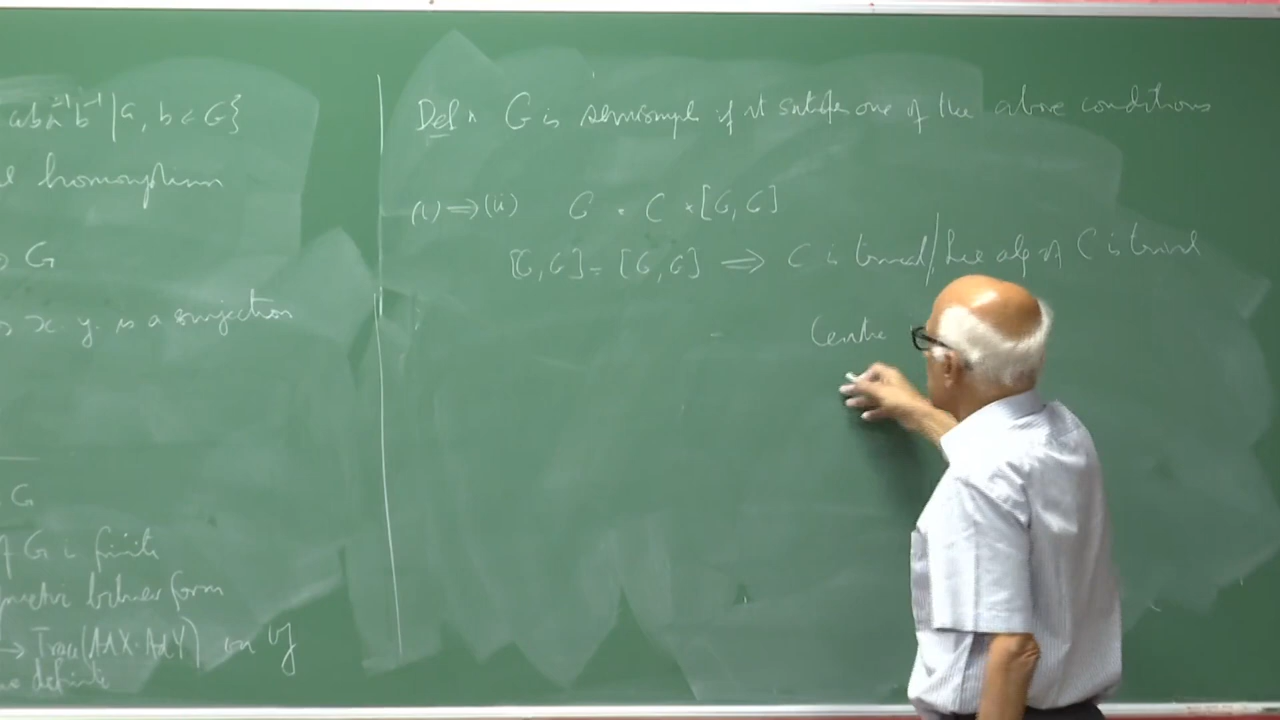 aba⁻¹b⁻¹ | a, b ∈ G}
homomorphism
G
x·y is a surjection
G
of G is finite
bilinear form
→ Trace(AdX·AdY) on g
definite
Defn G is semisimple if it satisfies one of the above conditions
(i) ⟹ (ii) G = C × [G, G]
[G, G] = [G, G] ⟹ C is trivial / Lie alg of C is trivial
Centre